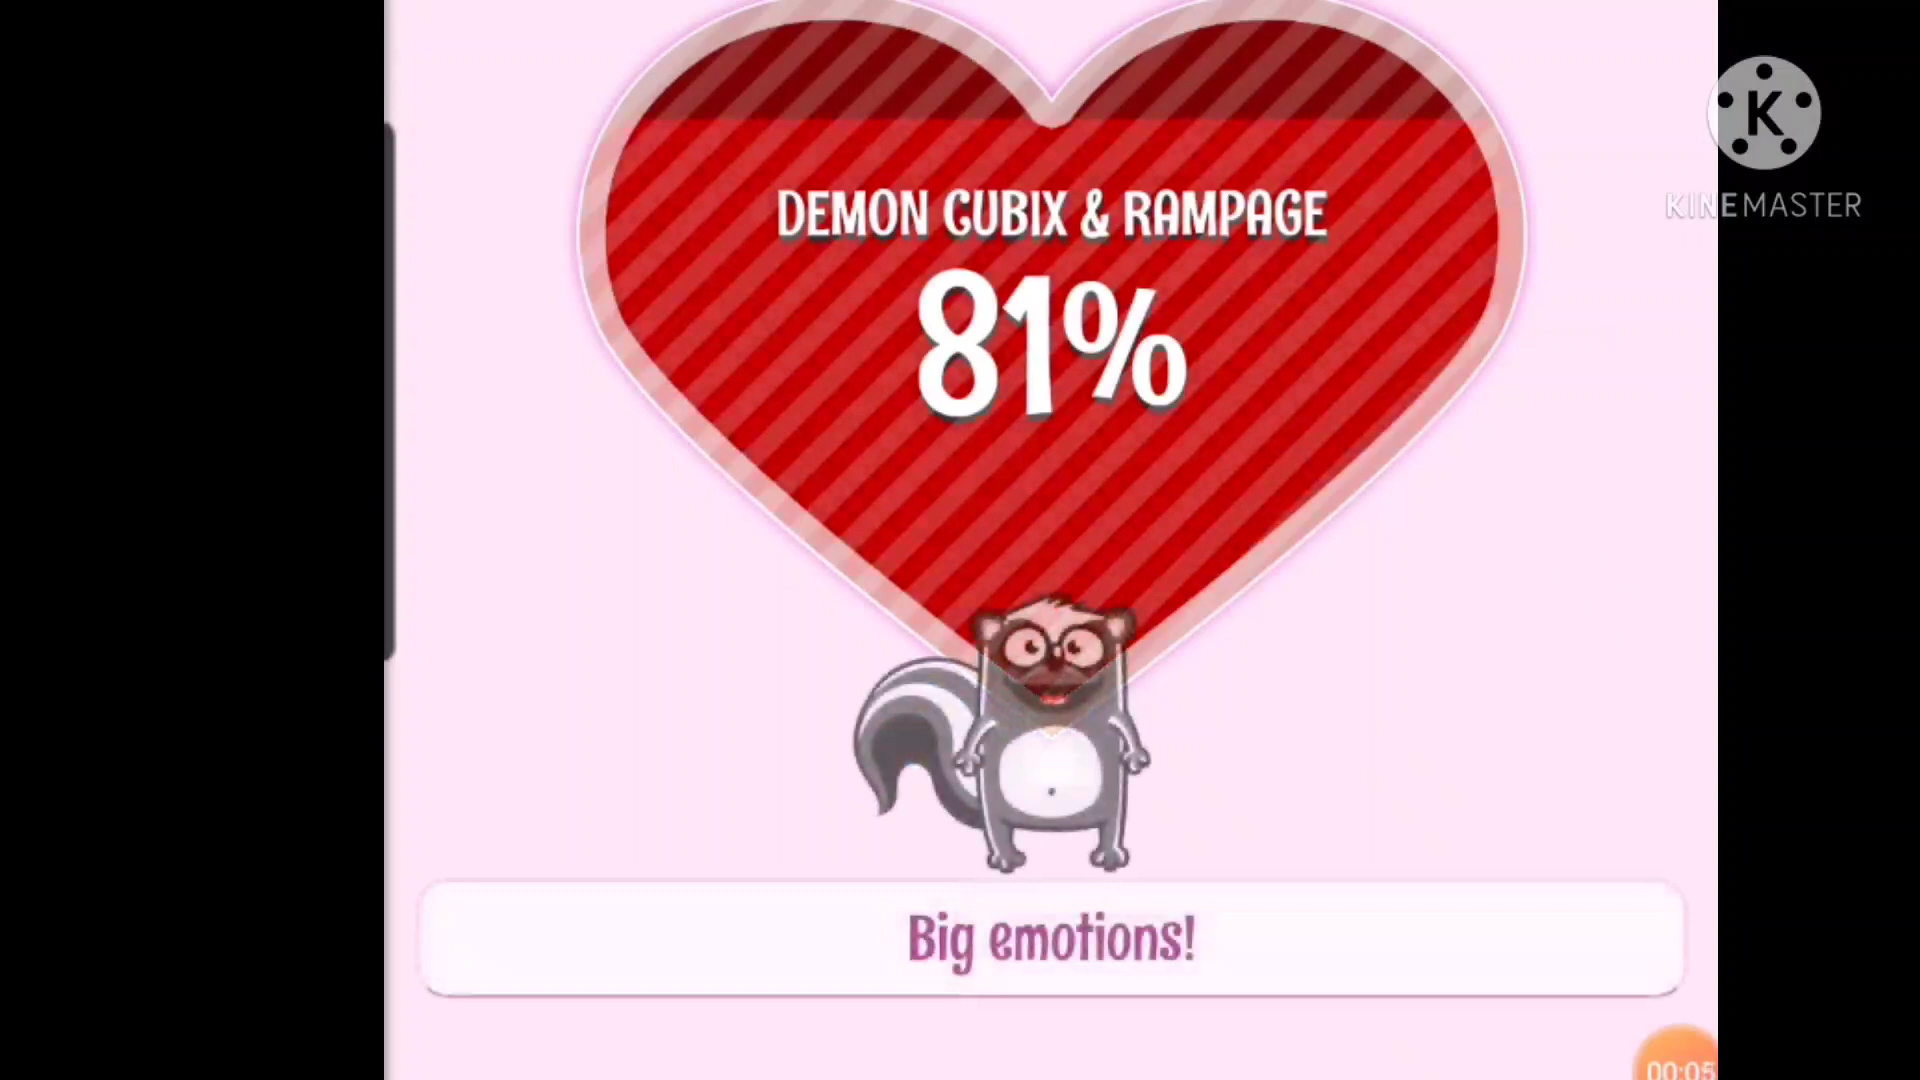 K
KINEMASTER
DEMON CUBIX & RAMPAGE
81%
Big emotions!
00:05